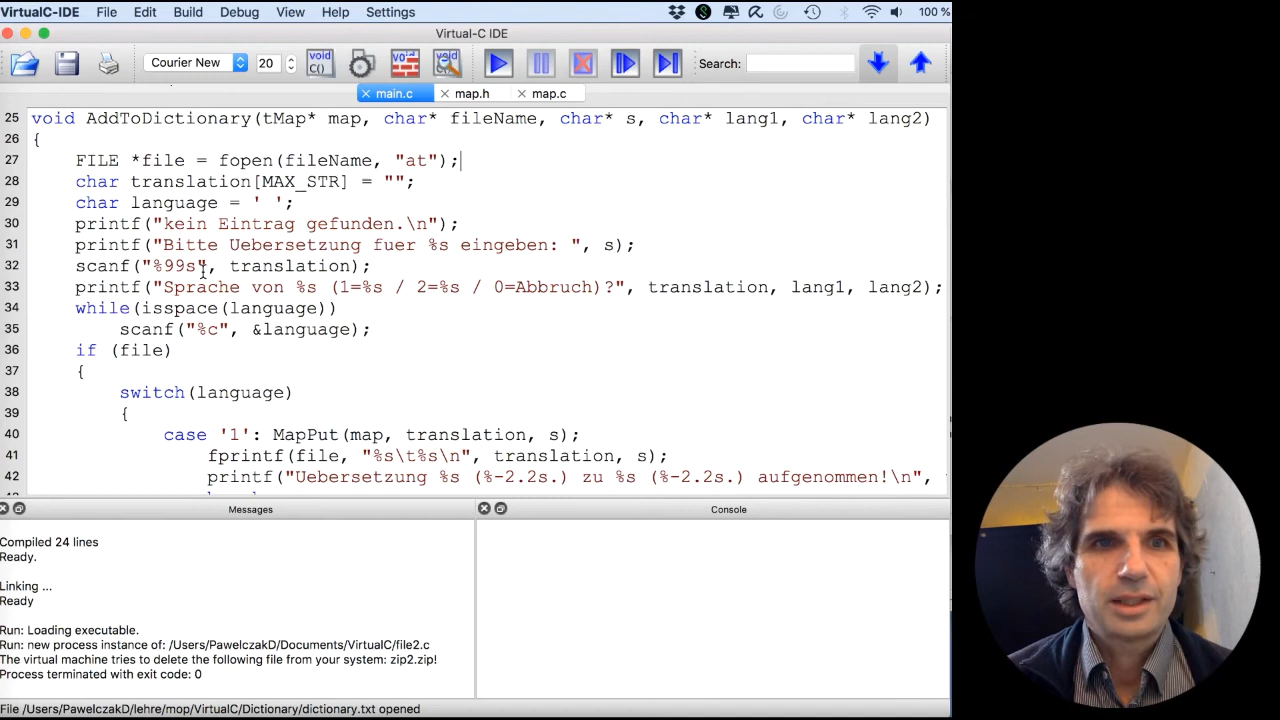 VirtualC-IDE File Edit Build Debug View Help Settings 100 %
Virtual-C IDE
Courier New 20 void C() VOI void C() Search:
main.c map.h map.c
25 void AddToDictionary(tMap* map, char* fileName, char* s, char* lang1, char* lang2)
26 {
27 FILE *file = fopen(fileName, "at");
28 char translation[MAX_STR] = "";
29 char language = ' ';
30 printf("kein Eintrag gefunden.\n");
31 printf("Bitte Uebersetzung fuer %s eingeben: ", s);
32 scanf("%99s", translation);
33 printf("Sprache von %s (1=%s / 2=%s / 0=Abbruch)?", translation, lang1, lang2);
34 while(isspace(language))
35 scanf("%c", &language);
36 if (file)
37 {
38 switch(language)
39 {
40 case '1': MapPut(map, translation, s);
41 fprintf(file, "%s\t%s\n", translation, s);
42 printf("Uebersetzung %s (%-2.2s.) zu %s (%-2.2s.) aufgenommen!\n",
Messages
Console
Compiled 24 lines
Ready.
Linking ...
Ready
Run: Loading executable.
Run: new process instance of: /Users/PawelczakD/Documents/VirtualC/file2.c
The virtual machine tries to delete the following file from your system: zip2.zip!
Process terminated with exit code: 0
File /Users/PawelczakD/lehre/mop/VirtualC/Dictionary/dictionary.txt opened